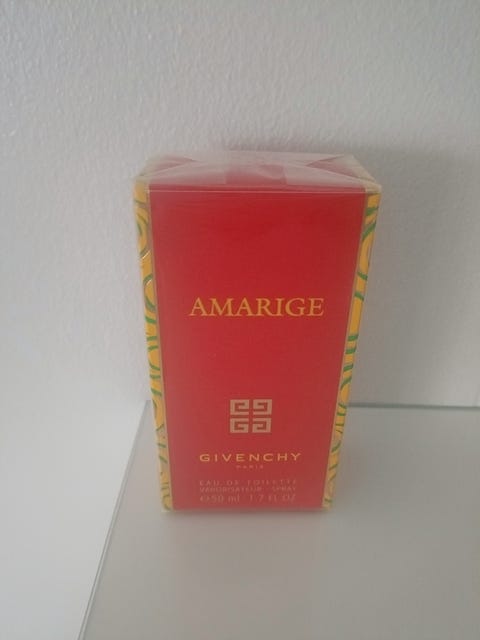 AMARIGE
GIVENCHY
PARIS
EAU DE TOILETTE
VAPORISATEUR - SPRAY
℮ 50 ml 1.7 FL.OZ